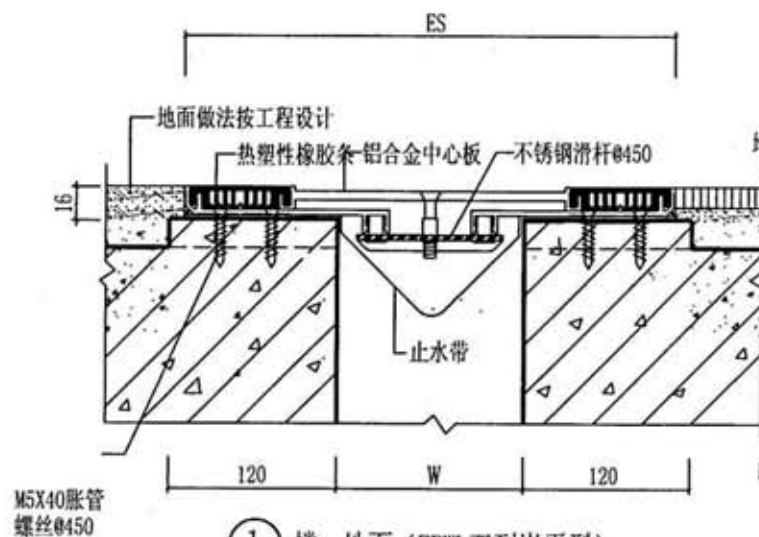 ES
地面做法按工程设计
热塑性橡胶条
铝合金中心板
不锈钢滑杆@450
16
止水带
120
W
120
M5X40胀管
螺丝@450
1